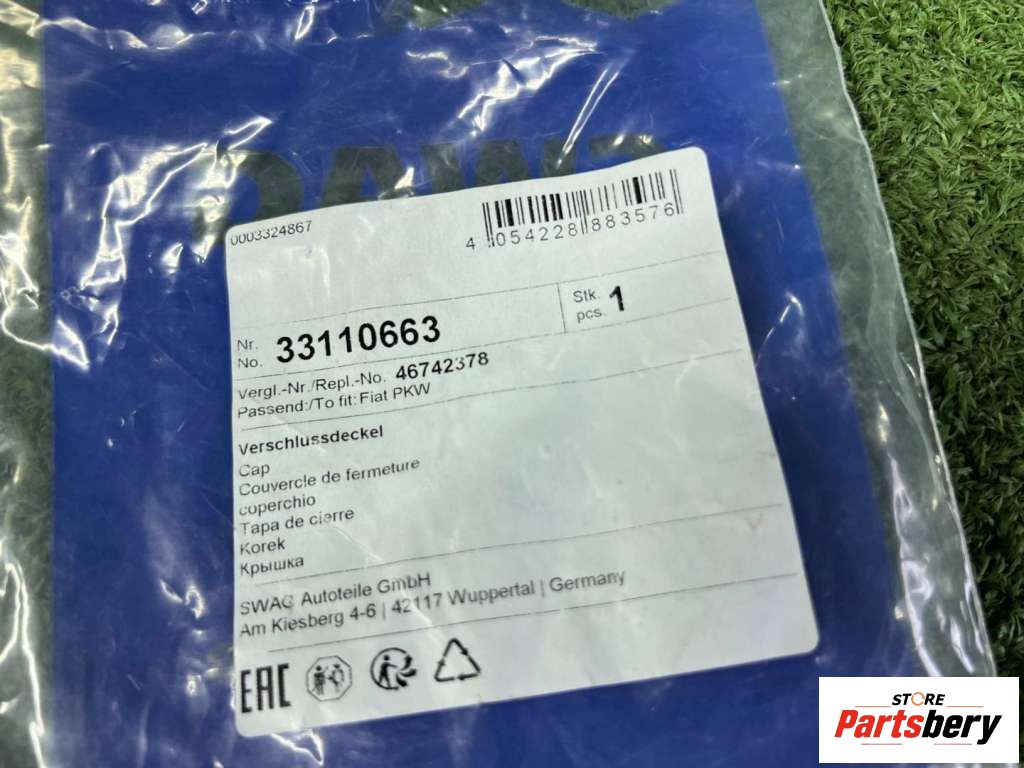 0003324867
4 054228 883576
Nr.
No. 33110663
Stk.
pcs. 1
Vergl.-Nr./Repl.-No. 46742378
Passend:/To fit: Fiat PKW
Verschlussdeckel
Cap
Couvercle de fermeture
coperchio
Tapa de cierre
Korek
Крышка
SWAG Autoteile GmbH
Am Kiesberg 4-6 | 42117 Wuppertal | Germany
EAC
STORE
Partsbery